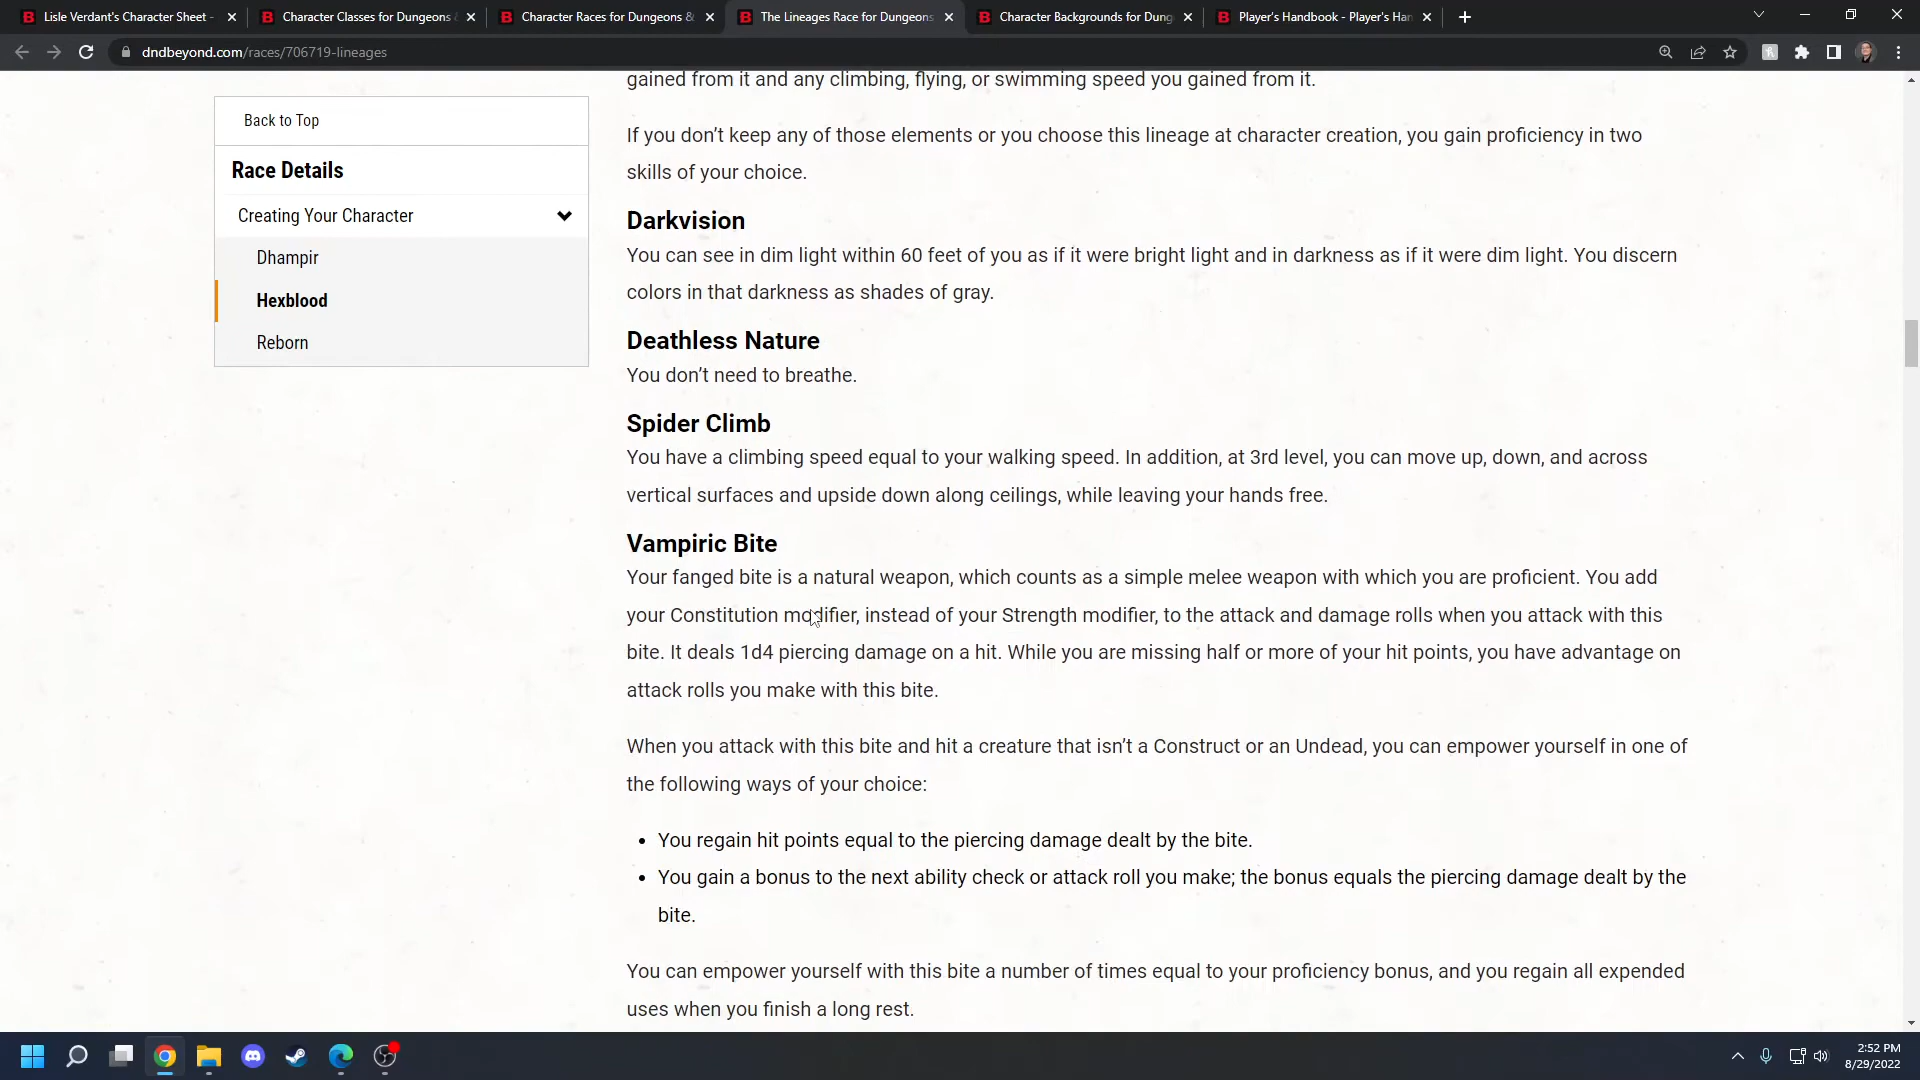 Lisle Verdant's Character Sheet -
Character Classes for Dungeons &
Character Races for Dungeons &
The Lineages Race for Dungeons
Character Backgrounds for Dung
Player's Handbook - Player's Han
dndbeyond.com/races/706719-lineages
gained from it and any climbing, flying, or swimming speed you gained from it.
Back to Top
Race Details
Creating Your Character
Dhampir
Hexblood
Reborn
If you don’t keep any of those elements or you choose this lineage at character creation, you gain proficiency in two
skills of your choice.
Darkvision
You can see in dim light within 60 feet of you as if it were bright light and in darkness as if it were dim light. You discern
colors in that darkness as shades of gray.
Deathless Nature
You don’t need to breathe.
Spider Climb
You have a climbing speed equal to your walking speed. In addition, at 3rd level, you can move up, down, and across
vertical surfaces and upside down along ceilings, while leaving your hands free.
Vampiric Bite
Your fanged bite is a natural weapon, which counts as a simple melee weapon with which you are proficient. You add
your Constitution modifier, instead of your Strength modifier, to the attack and damage rolls when you attack with this
bite. It deals 1d4 piercing damage on a hit. While you are missing half or more of your hit points, you have advantage on
attack rolls you make with this bite.
When you attack with this bite and hit a creature that isn’t a Construct or an Undead, you can empower yourself in one of
the following ways of your choice:
• You regain hit points equal to the piercing damage dealt by the bite.
• You gain a bonus to the next ability check or attack roll you make; the bonus equals the piercing damage dealt by the
bite.
You can empower yourself with this bite a number of times equal to your proficiency bonus, and you regain all expended
uses when you finish a long rest.
2:52 PM
8/29/2022